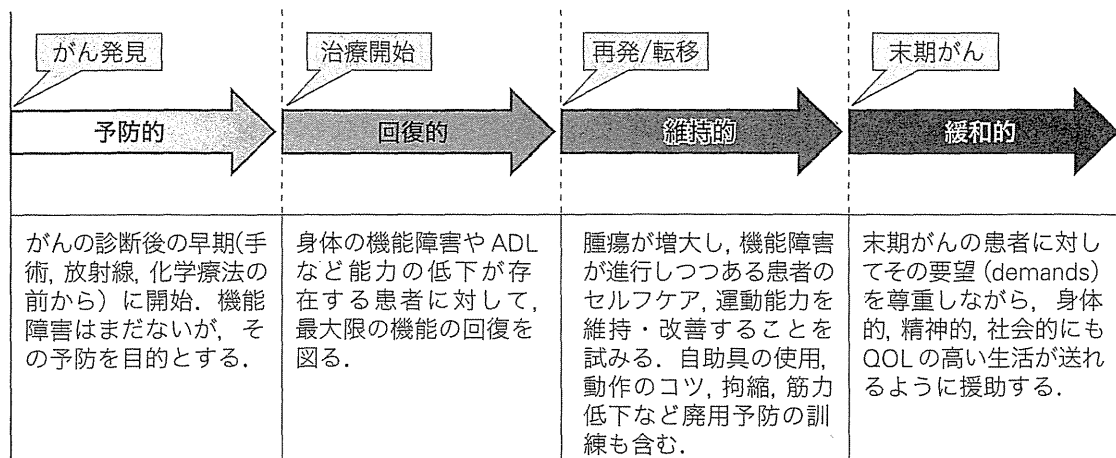 がん発見
治療開始
再発/転移
末期がん
予防的
回復的
維持的
緩和的
がんの診断後の早期(手
術, 放射線, 化学療法の
前から) に開始. 機能
障害はまだないが, そ
の予防を目的とする.
身体の機能障害や ADL
など能力の低下が存
在する患者に対して,
最大限の機能の回復を
図る.
腫瘍が増大し, 機能障害
が進行しつつある患者の
セルフケア, 運動能力を
維持・改善することを
試みる. 自助具の使用,
動作のコツ, 拘縮, 筋力
低下など廃用予防の訓
練も含む.
末期がんの患者に対し
てその要望 (demands)
を尊重しながら, 身体
的, 精神的, 社会的にも
QOL の高い生活が送れ
るように援助する.